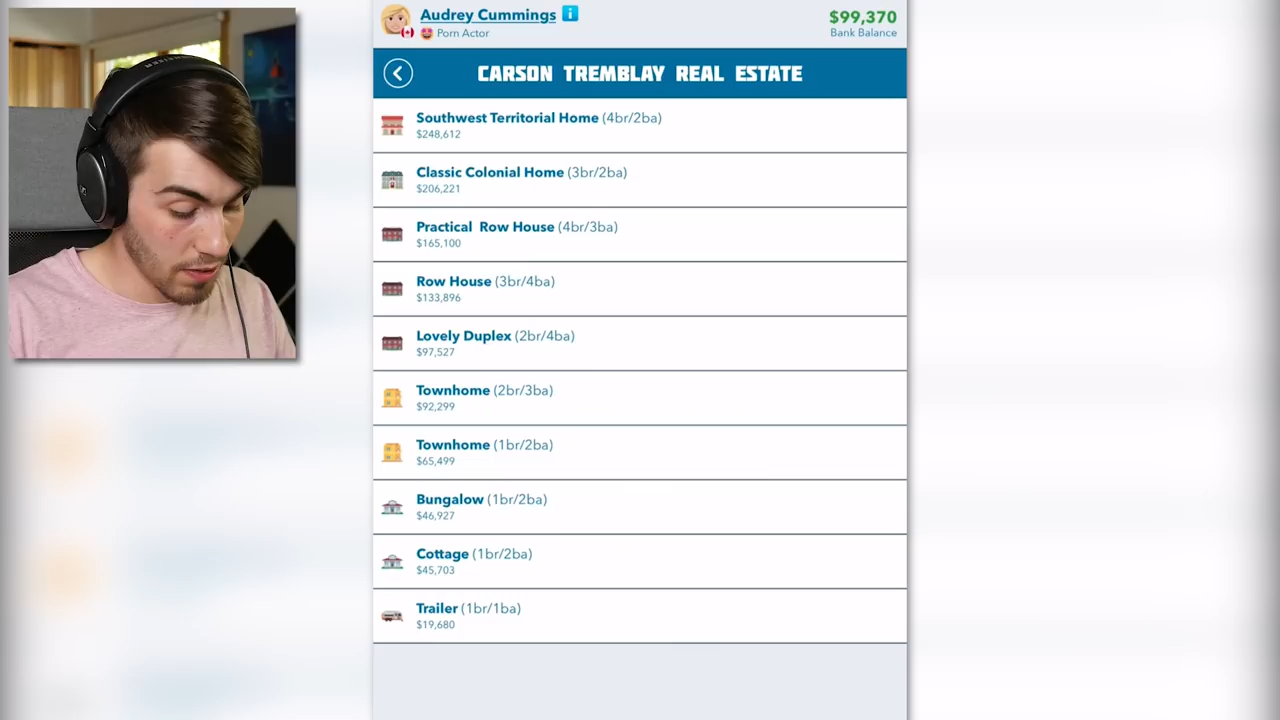 Audrey Cummings
Porn Actor
$99,370
Bank Balance
CARSON TREMBLAY REAL ESTATE
Southwest Territorial Home (4br/2ba)
$248,612
Classic Colonial Home (3br/2ba)
$206,221
Practical Row House (4br/3ba)
$165,100
Row House (3br/4ba)
$133,896
Lovely Duplex (2br/4ba)
$97,527
Townhome (2br/3ba)
$92,299
Townhome (1br/2ba)
$65,499
Bungalow (1br/2ba)
$46,927
Cottage (1br/2ba)
$45,703
Trailer (1br/1ba)
$19,680